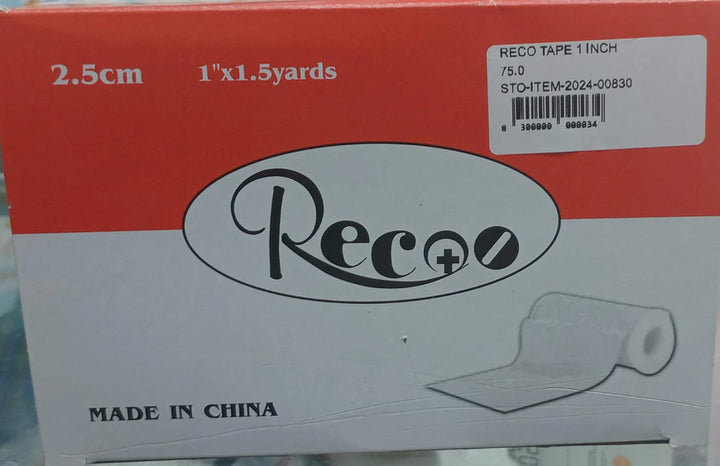 2.5cm
1"x1.5yards
RECO TAPE 1 INCH
75.0
STO-ITEM-2024-00830
8 300000 000034
Recoo
MADE IN CHINA